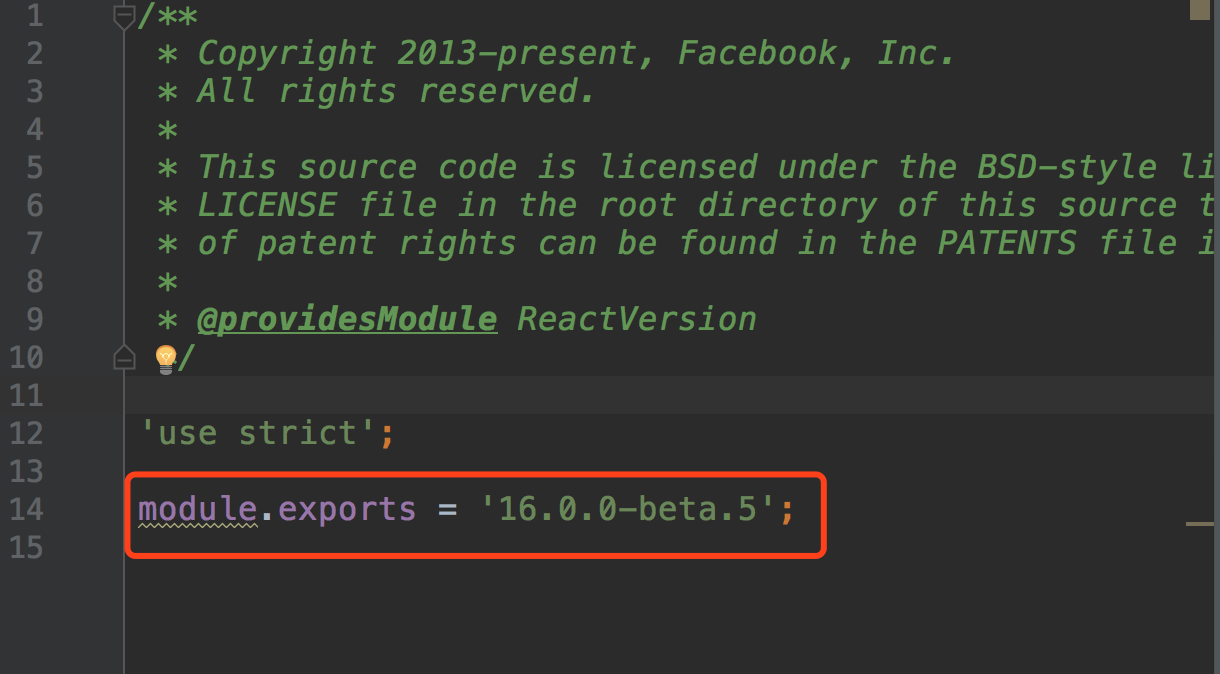 1 /**
2 * Copyright 2013-present, Facebook, Inc.
3 * All rights reserved.
4 *
5 * This source code is licensed under the BSD-style li
6 * LICENSE file in the root directory of this source t
7 * of patent rights can be found in the PATENTS file i
8 *
9 * @providesModule ReactVersion
10 */
11
12 'use strict';
13
14 module.exports = '16.0.0-beta.5';
15